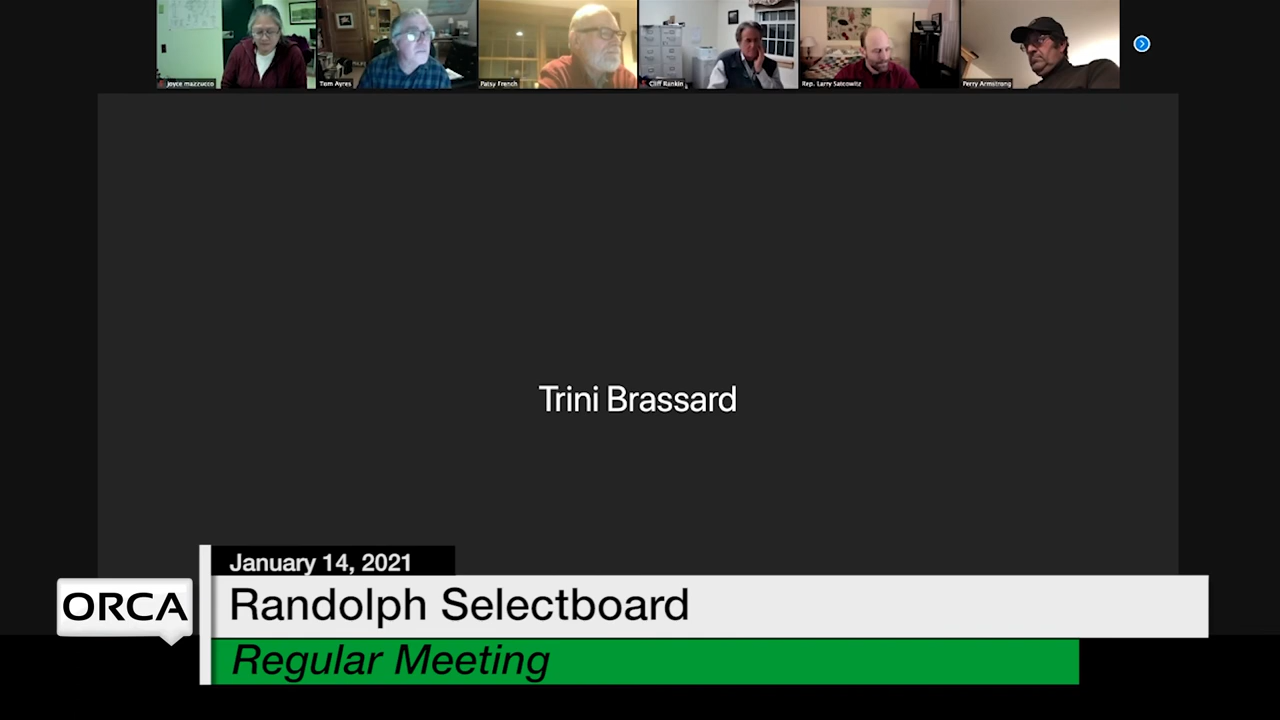 joyce mazzucco
Tom Ayres
Patsy French
Cliff Rankin
Rep. Larry Satcowitz
Perry Armstrong
Trini Brassard
January 14, 2021
ORCA
Randolph Selectboard
Regular Meeting